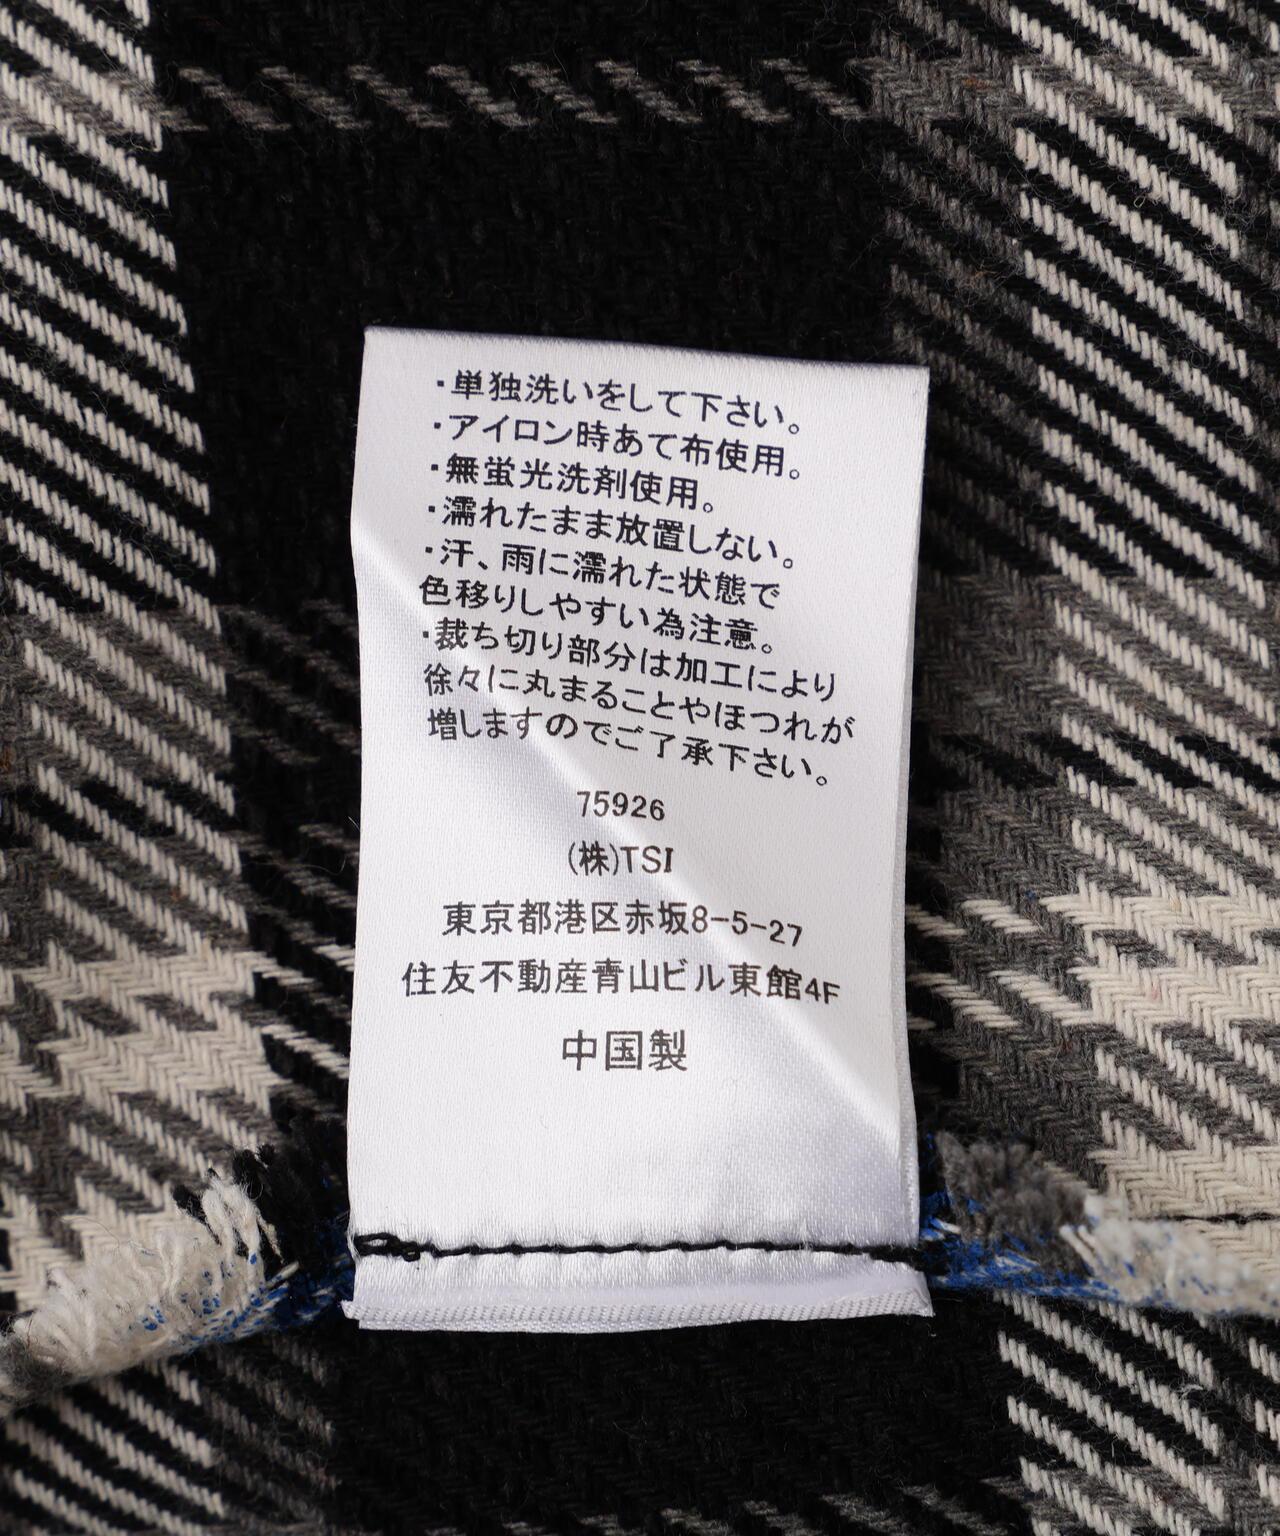 ・単独洗いをして下さい。
・アイロン時あて布使用。
・無蛍光洗剤使用。
・濡れたまま放置しない。
・汗、雨に濡れた状態で
色移りしやすい為注意。
・裁ち切り部分は加工により
徐々に丸まることやほつれが
増しますのでご了承下さい。
75926
(株)TSI
東京都港区赤坂8-5-27
住友不動産青山ビル東館4F
中国製